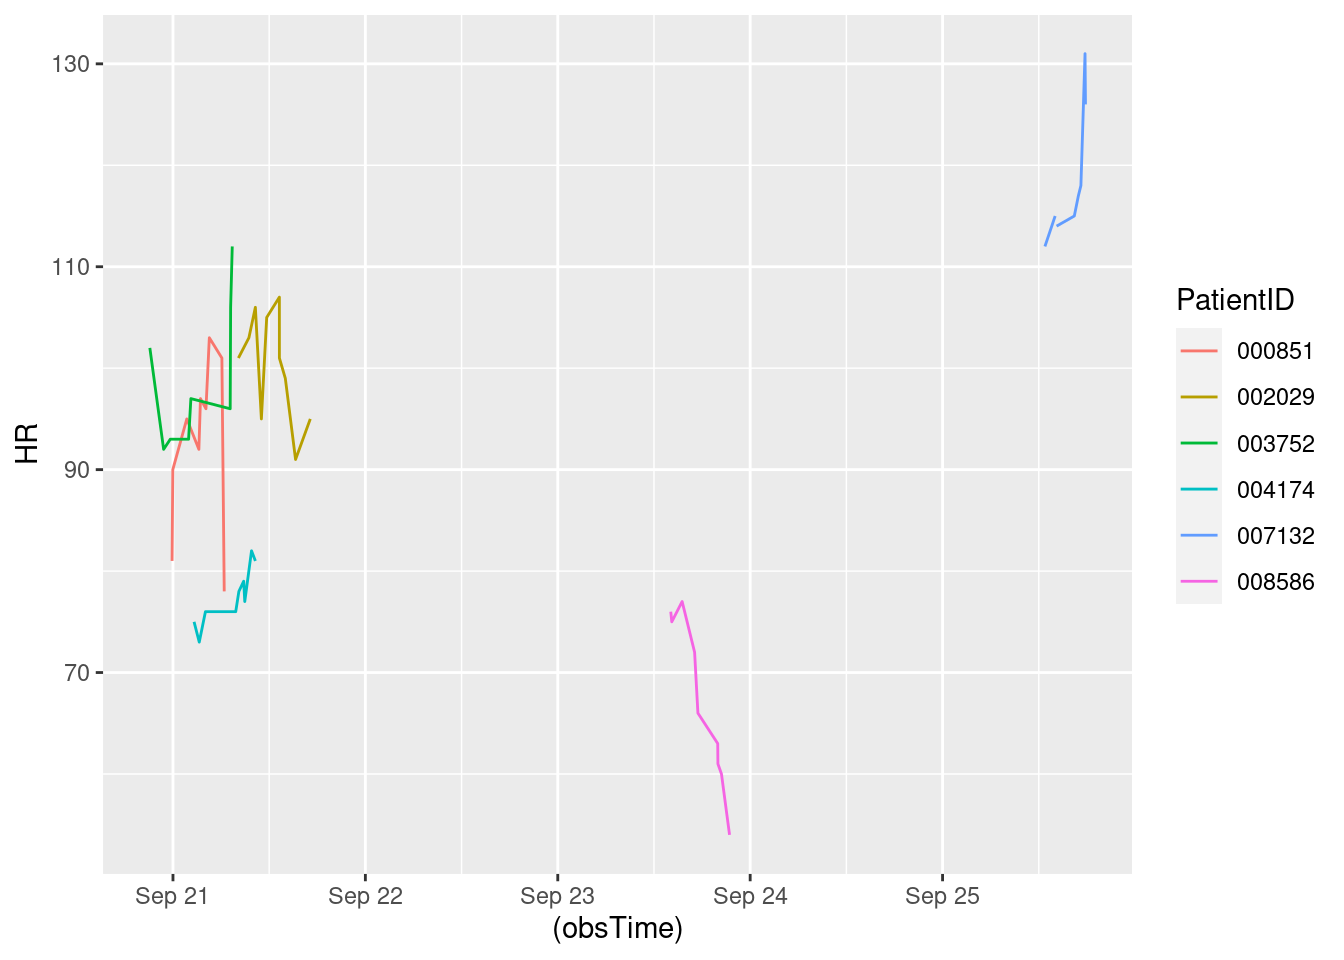 130
110
90
70
HR
Sep 21
Sep 22
Sep 23
Sep 24
Sep 25
(obsTime)
PatientID
000851
002029
003752
004174
007132
008586